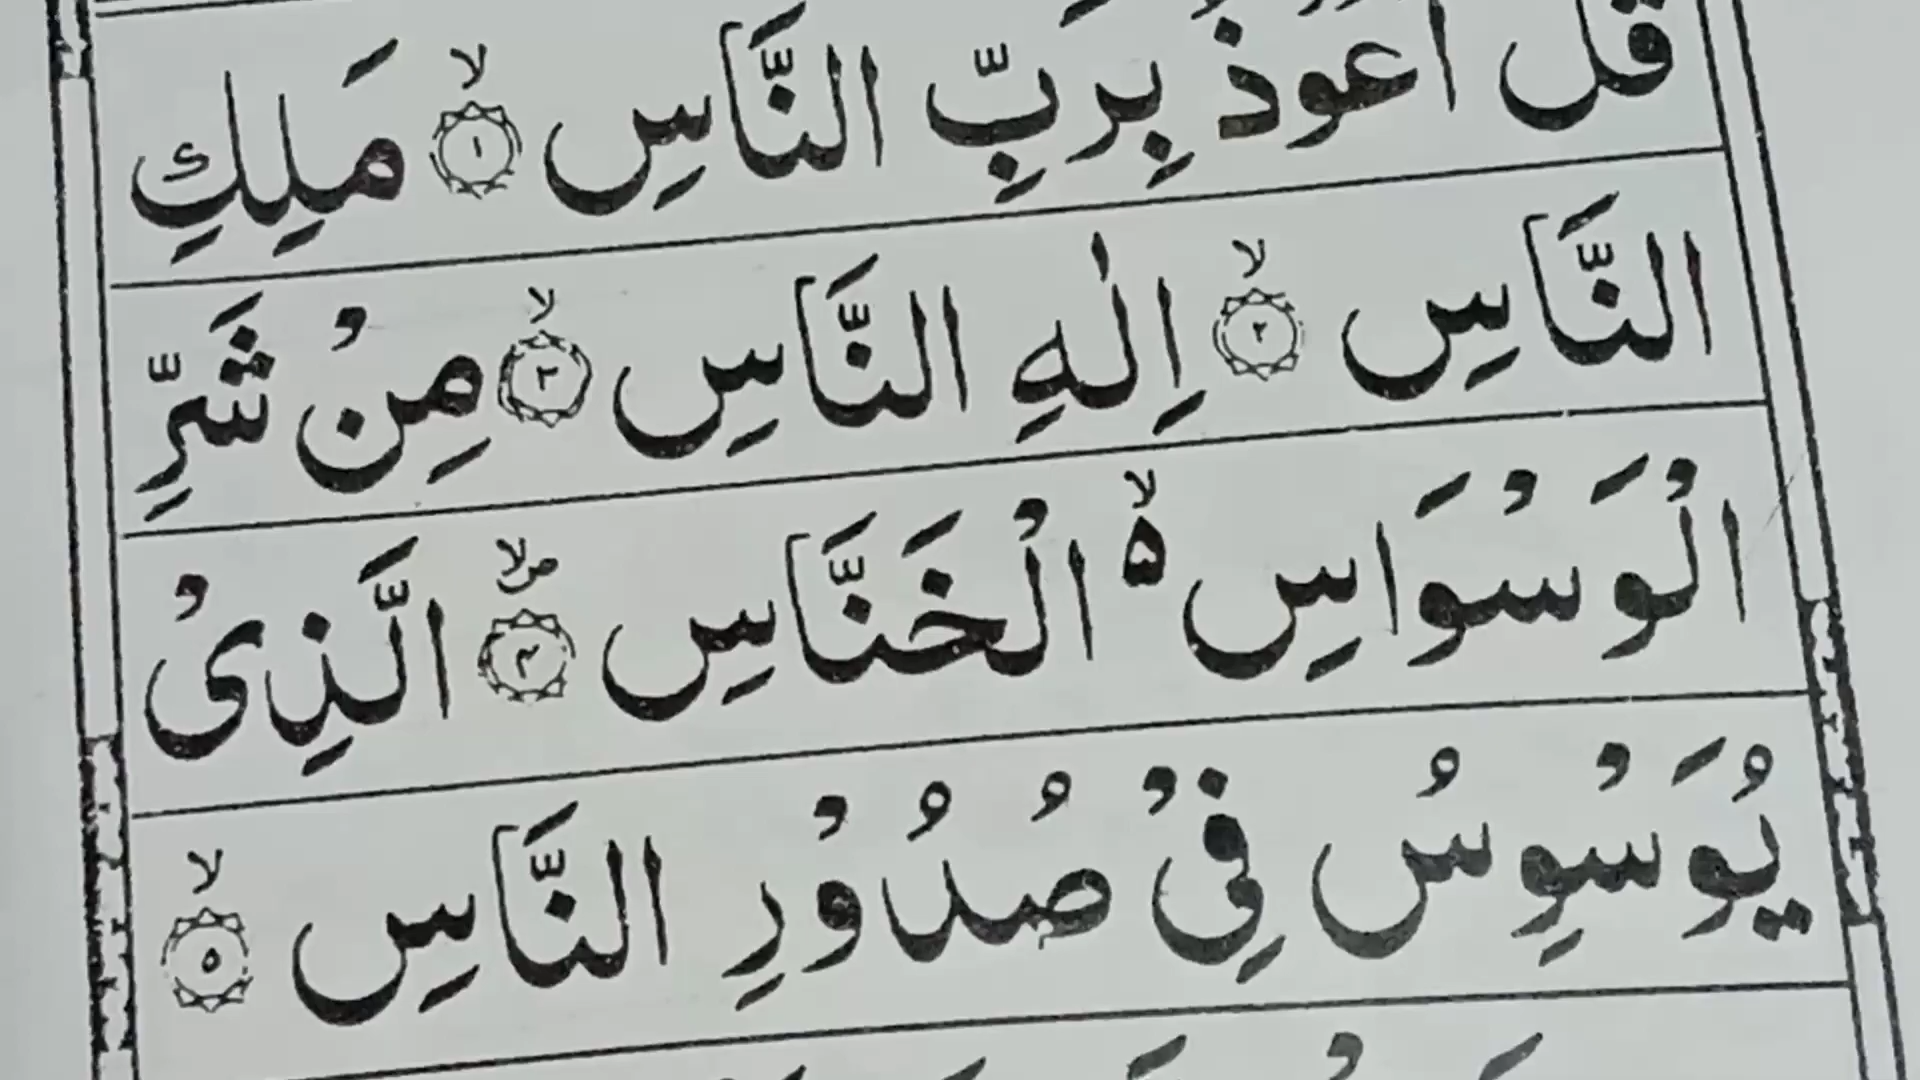 قُلْ اَعُوْذُ بِرَبِّ النَّاسِ ۙ‏﴿۱﴾ مَلِكِ
النَّاسِ ۙ‏﴿۲﴾ اِلٰهِ النَّاسِ ۙ‏﴿۳﴾ مِنْ شَرِّ
الْوَسْوَاسِ ۵ۙ الْخَنَّاسِ ۪ۙ‏﴿۴﴾ الَّذِىْ
يُوَسْوِسُ فِىْ صُدُوْرِ النَّاسِ ۙ‏﴿۵﴾